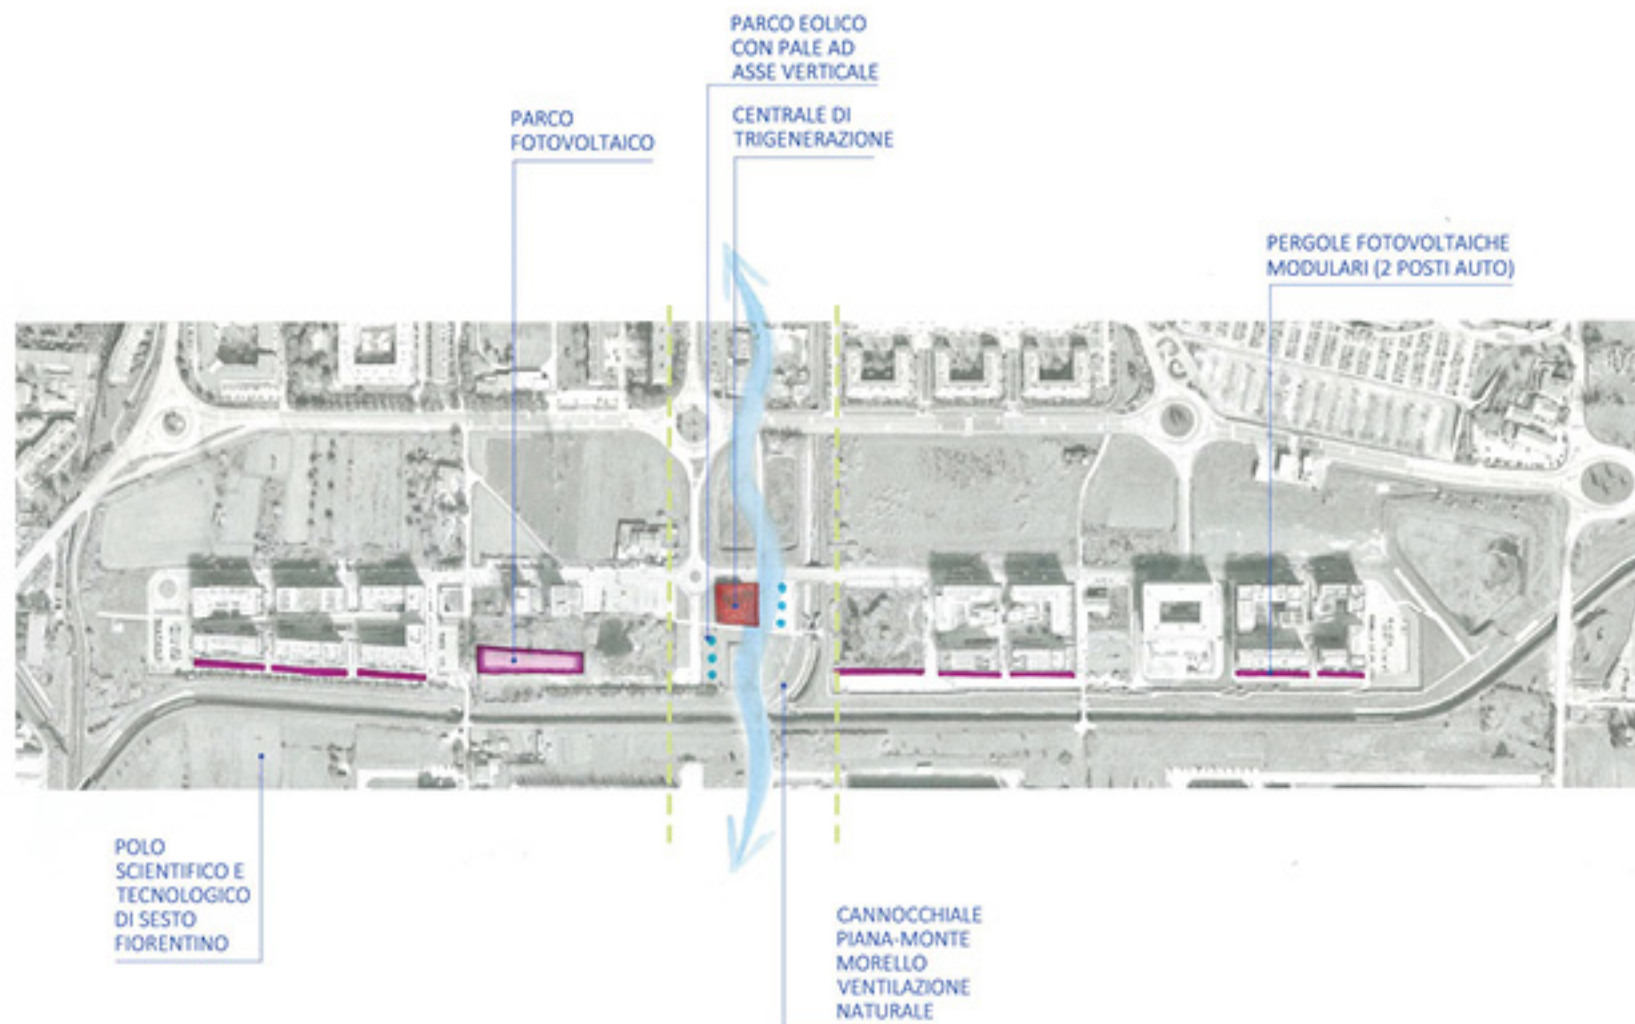 PARCO EOLICO
CON PALE AD
ASSE VERTICALE
PARCO
FOTOVOLTAICO
CENTRALE DI
TRIGENERAZIONE
PERGOLE FOTOVOLTAICHE
MODULARI (2 POSTI AUTO)
POLO
SCIENTIFICO E
TECNOLOGICO
DI SESTO
FIORENTINO
CANNOCCHIALE
PIANA-MONTE
MORELLO
VENTILAZIONE
NATURALE